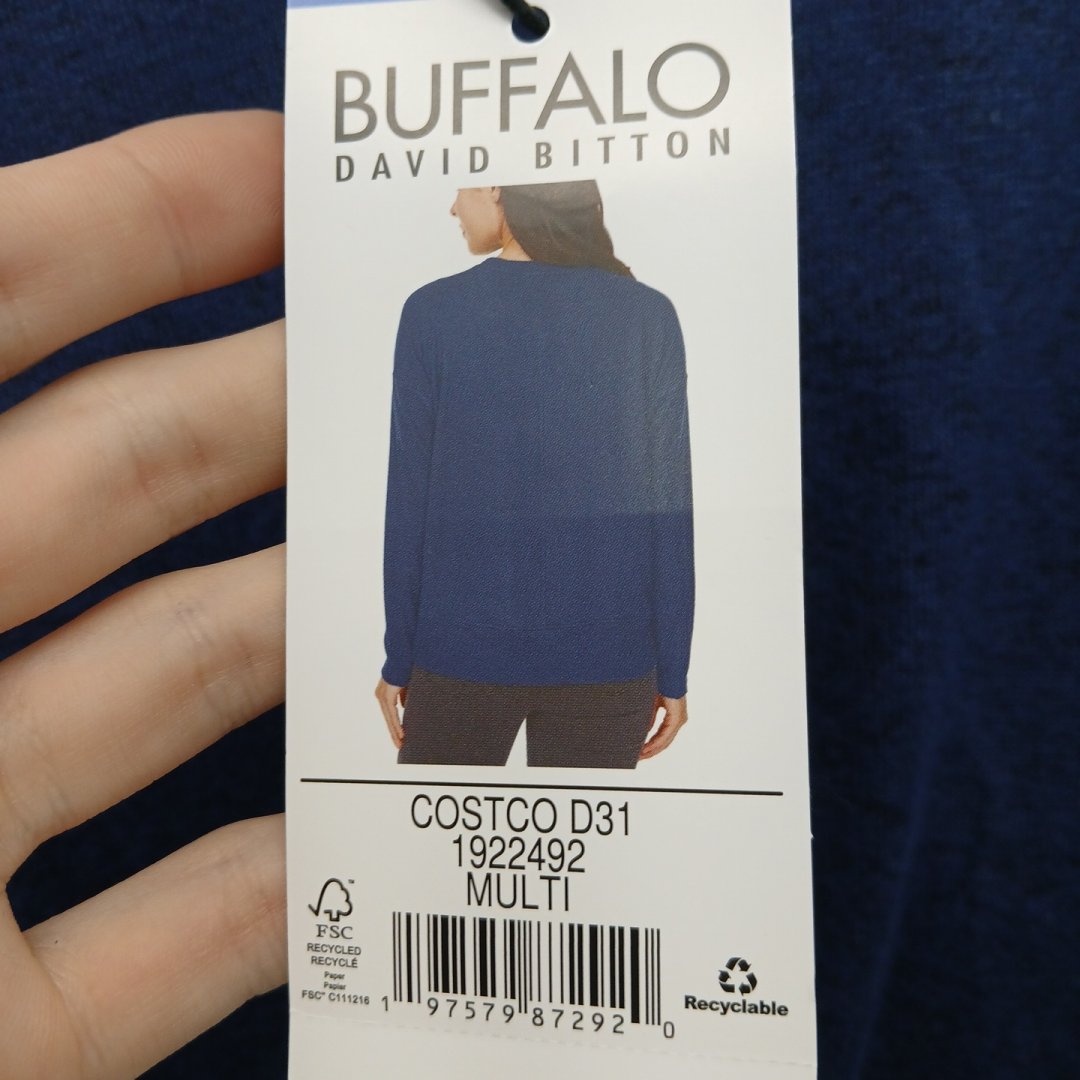 BUFFALO
DAVID BITTON
COSTCO D31
1922492
MULTI
FSC
RECYCLED
RECYCLÉ
Paper
Papier
FSC® C111216
1 97579 87292 0
Recyclable